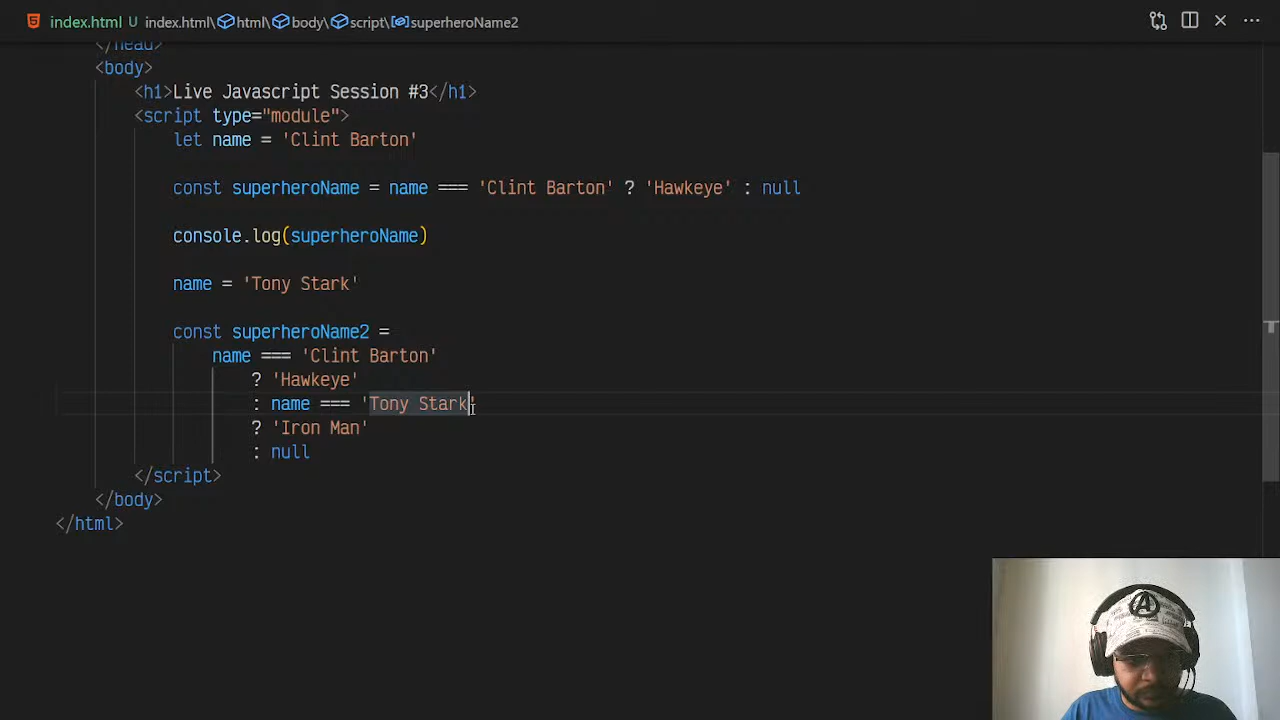 index.html U index.html\html\body\script\superheroName2
</head>
<body>
<h1>Live Javascript Session #3</h1>
<script type="module">
let name = 'Clint Barton'
const superheroName = name === 'Clint Barton' ? 'Hawkeye' : null
console.log(superheroName)
name = 'Tony Stark'
const superheroName2 =
name === 'Clint Barton'
? 'Hawkeye'
: name === 'Tony Stark'
? 'Iron Man'
: null
</script>
</body>
</html>